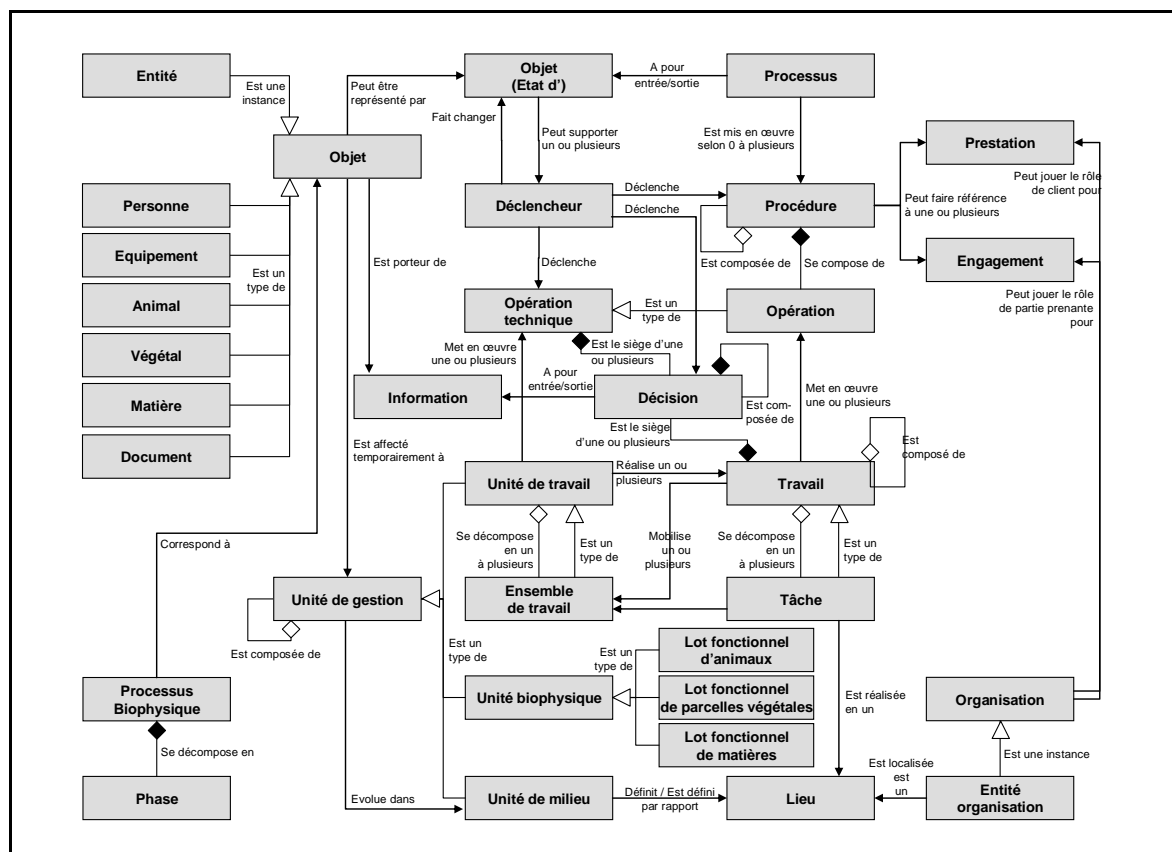 Entité
Objet
(Etat d')
Processus
A pour
entrée/sortie
Est une
instance
Peut être
représenté par
Fait changer
Peut supporter
un ou plusieurs
Est mis en œuvre
selon 0 à plusieurs
Objet
Prestation
Peut jouer le rôle
de client pour
Personne
Déclencheur
Déclenche
Déclenche
Procédure
Peut faire référence
à une ou plusieurs
Equipement
Est un
type de
Est porteur de
Déclenche
Est composée de
Se compose de
Engagement
Animal
Opération
technique
Est un
type de
Opération
Peut jouer le rôle
de partie prenante
pour
Végétal
Met en œuvre
une ou plusieurs
Est le siège d'une
ou plusieurs
Matière
Information
A pour
entrée/sortie
Décision
Est com-
posée de
Met en œuvre
une ou plusieurs
Est le siège
d'une ou plusieurs
Document
Est affecté
temporairement à
Est
composé de
Unité de travail
Réalise un ou
plusieurs
Travail
Correspond à
Se décompose
en un
à plusieurs
Est un
type de
Mobilise
un ou
plusieurs
Se décompose
en un
à plusieurs
Est un
type de
Unité de gestion
Ensemble
de travail
Tâche
Est composée de
Est un
type de
Est un
type de
Lot fonctionnel
d'animaux
Processus
Biophysique
Unité biophysique
Lot fonctionnel
de parcelles végétales
Est réalisée
en un
Organisation
Lot fonctionnel
de matières
Se décompose en
Est une instance
Est localisée
est
un
Phase
Evolue dans
Unité de milieu
Définit / Est défini
par rapport
Lieu
Entité
organisation